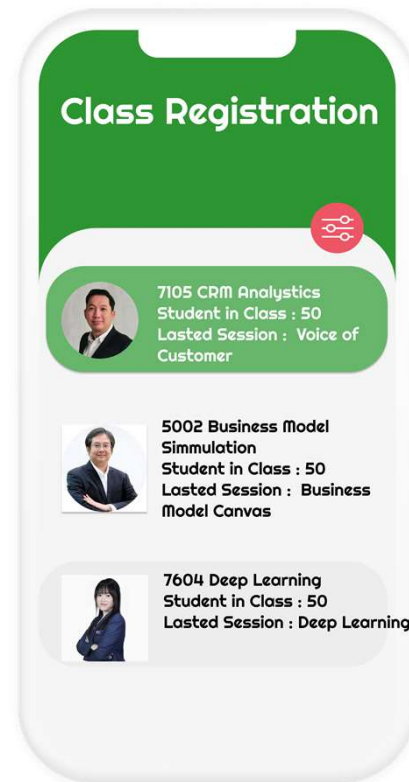 Class Registration
7105 CRM Analystics
Student in Class : 50
Lasted Session :  Voice of
Customer
5002 Business Model
Simmulation
Student in Class : 50
Lasted Session :  Business
Model Canvas
7604 Deep Learning
Student in Class : 50
Lasted Session : Deep Learning